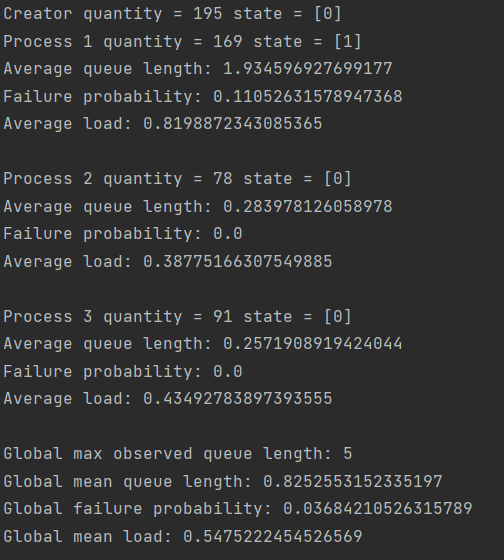 Creator quantity = 195 state = [0]
Process 1 quantity = 169 state = [1]
Average queue length: 1.934596927699177
Failure probability: 0.11052631578947368
Average load: 0.8198872343085365
Process 2 quantity = 78 state = [0]
Average queue length: 0.283978126058978
Failure probability: 0.0
Average load: 0.38775166307549885
Process 3 quantity = 91 state = [0]
Average queue length: 0.2571908919424044
Failure probability: 0.0
Average load: 0.43492783897393555
Global max observed queue length: 5
Global mean queue length: 0.8252553152335197
Global failure probability: 0.03684210526315789
Global mean load: 0.5475222454526569